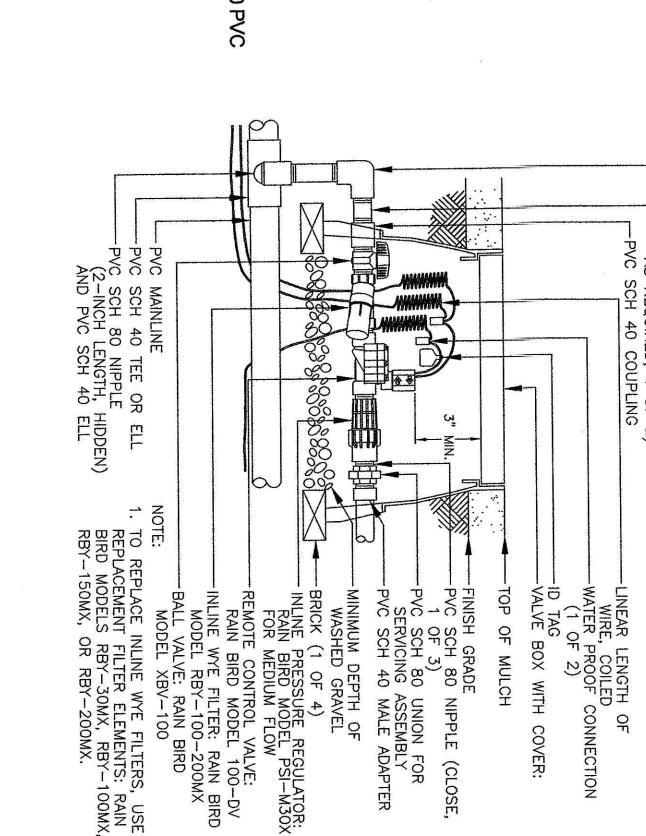 PVC SCH 40 COUPLING
LINEAR LENGTH OF
WIRE, COILED
WATER PROOF CONNECTION
(1 OF 2)
ID TAG
VALVE BOX WITH COVER:
TOP OF MULCH
FINISH GRADE
3" MIN.
PVC SCH 80 NIPPLE (CLOSE,
1 OF 3)
PVC SCH 80 UNION FOR
SERVICING ASSEMBLY
PVC SCH 40 MALE ADAPTER
MINIMUM DEPTH OF
WASHED GRAVEL
BRICK (1 OF 4)
INLINE PRESSURE REGULATOR:
RAIN BIRD MODEL PSI-M30X
FOR MEDIUM FLOW
REMOTE CONTROL VALVE:
RAIN BIRD MODEL 100-DV
INLINE WYE FILTER: RAIN BIRD
MODEL RBY-100-200MX
BALL VALVE: RAIN BIRD
MODEL XBV-100
PVC MAINLINE
PVC SCH 40 TEE OR ELL
PVC SCH 80 NIPPLE
(2-INCH LENGTH, HIDDEN)
AND PVC SCH 40 ELL
NOTE:
1. TO REPLACE INLINE WYE FILTERS, USE
REPLACEMENT FILTER ELEMENTS: RAIN
BIRD MODELS RBY-30MX, RBY-100MX,
RBY-150MX, OR RBY-200MX.
PVC